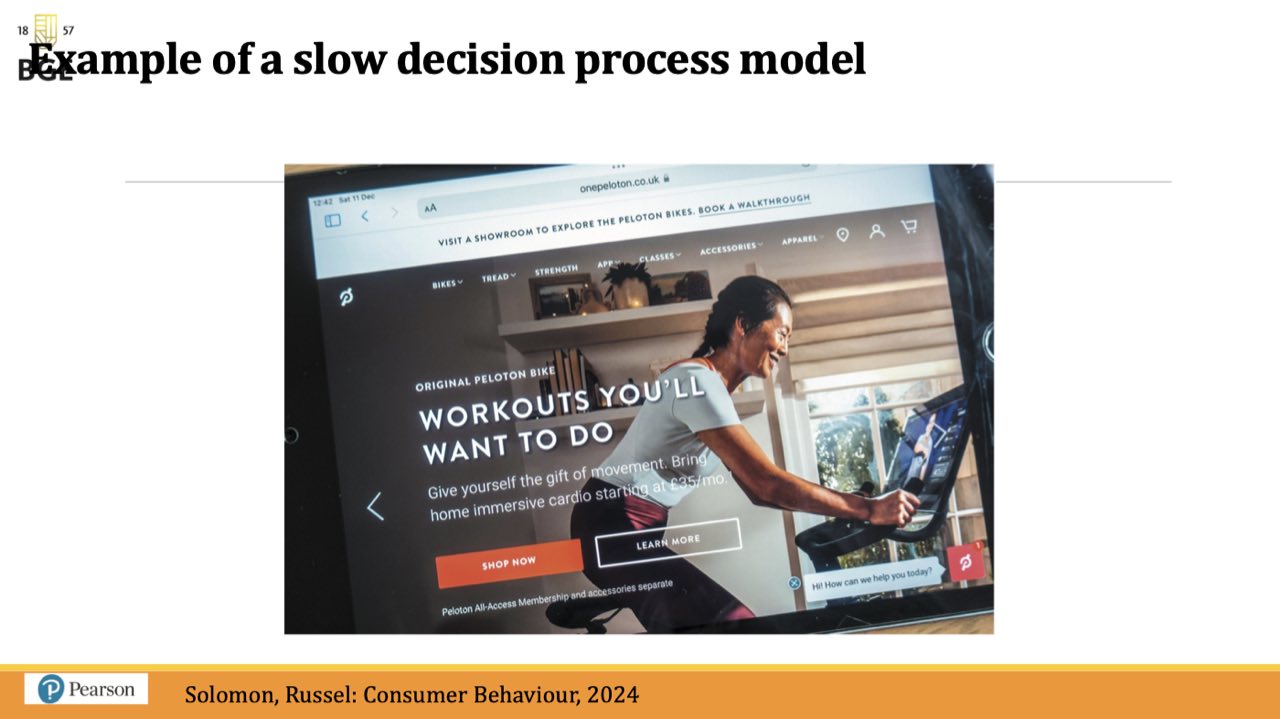 18 57
BGE
Example of a slow decision process model
12:42 Sat 11 Dec
onepeloton.co.uk
AA
VISIT A SHOWROOM TO EXPLORE THE PELOTON BIKES. BOOK A WALKTHROUGH
BIKES TREAD STRENGTH APP CLASSES ACCESSORIES APPAREL
ORIGINAL PELOTON BIKE
WORKOUTS YOU'LL
WANT TO DO
Give yourself the gift of movement. Bring
home immersive cardio starting at £35/mo.
SHOP NOW
LEARN MORE
Peloton All-Access Membership and accessories separate
Hi! How can we help you today?
1
Pearson
Solomon, Russel: Consumer Behaviour, 2024